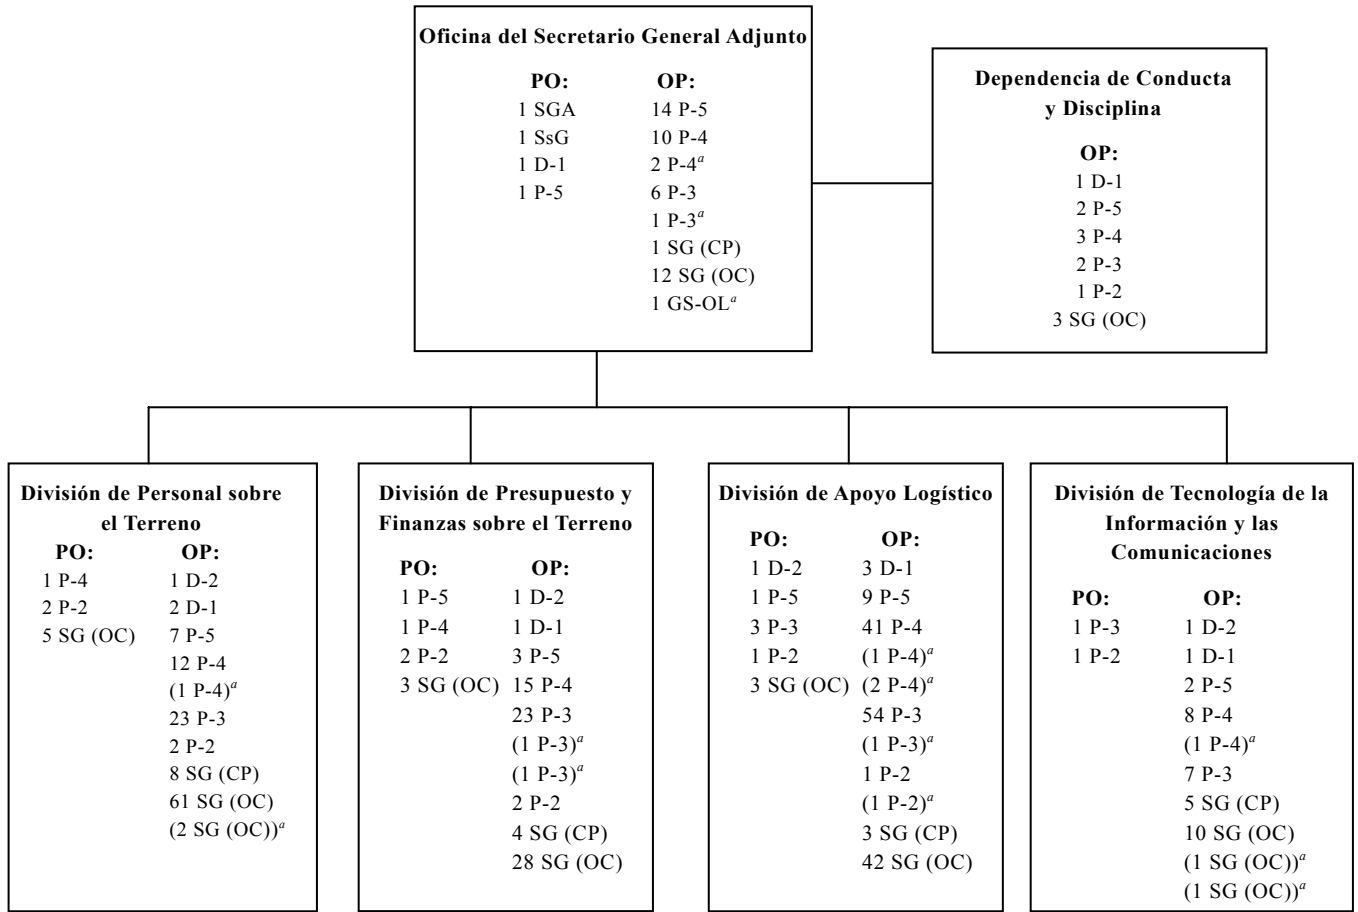 Oficina del Secretario General Adjunto
PO: OP:
1 SGA 14 P-5
1 SsG 10 P-4
1 D-1 2 P-4ᵃ
1 P-5 6 P-3
1 P-3ᵃ
1 SG (CP)
12 SG (OC)
1 GS-OLᵃ
Dependencia de Conducta
y Disciplina
OP:
1 D-1
2 P-5
3 P-4
2 P-3
1 P-2
3 SG (OC)
División de Personal sobre
el Terreno
PO: OP:
1 P-4 1 D-2
2 P-2 2 D-1
5 SG (OC) 7 P-5
12 P-4
(1 P-4)ᵃ
23 P-3
2 P-2
8 SG (CP)
61 SG (OC)
(2 SG (OC))ᵃ
División de Presupuesto y
Finanzas sobre el Terreno
PO: OP:
1 P-5 1 D-2
1 P-4 1 D-1
2 P-2 3 P-5
3 SG (OC) 15 P-4
23 P-3
(1 P-3)ᵃ
(1 P-3)ᵃ
2 P-2
4 SG (CP)
28 SG (OC)
División de Apoyo Logístico
PO: OP:
1 D-2 3 D-1
1 P-5 9 P-5
3 P-3 41 P-4
1 P-2 (1 P-4)ᵃ
3 SG (OC) (2 P-4)ᵃ
54 P-3
(1 P-3)ᵃ
1 P-2
(1 P-2)ᵃ
3 SG (CP)
42 SG (OC)
División de Tecnología de la
Información y las
Comunicaciones
PO: OP:
1 P-3 1 D-2
1 P-2 1 D-1
2 P-5
8 P-4
(1 P-4)ᵃ
7 P-3
5 SG (CP)
10 SG (OC)
(1 SG (OC))ᵃ
(1 SG (OC))ᵃ